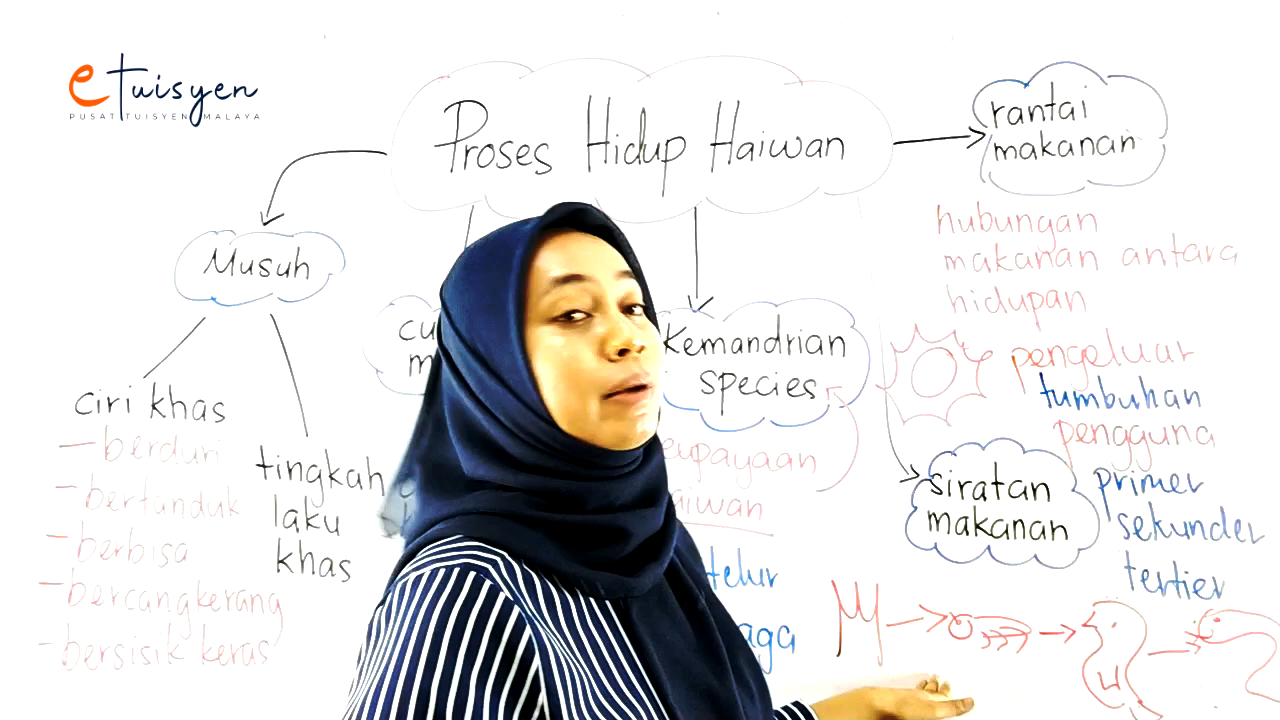 eTuisyen
PUSAT TUISYEN MALAYA
Proses Hidup Haiwan
rantai
makanan
hubungan
makanan antara
hidupan
pengeluar
tumbuhan
pengguna
primer
sekunder
tertier
Musuh
ciri khas
- berduri
- bertanduk
- berbisa
- bercangkerang
- bersisik keras
tingkah
laku
khas
Kemandrian
species
telur
siratan
makanan